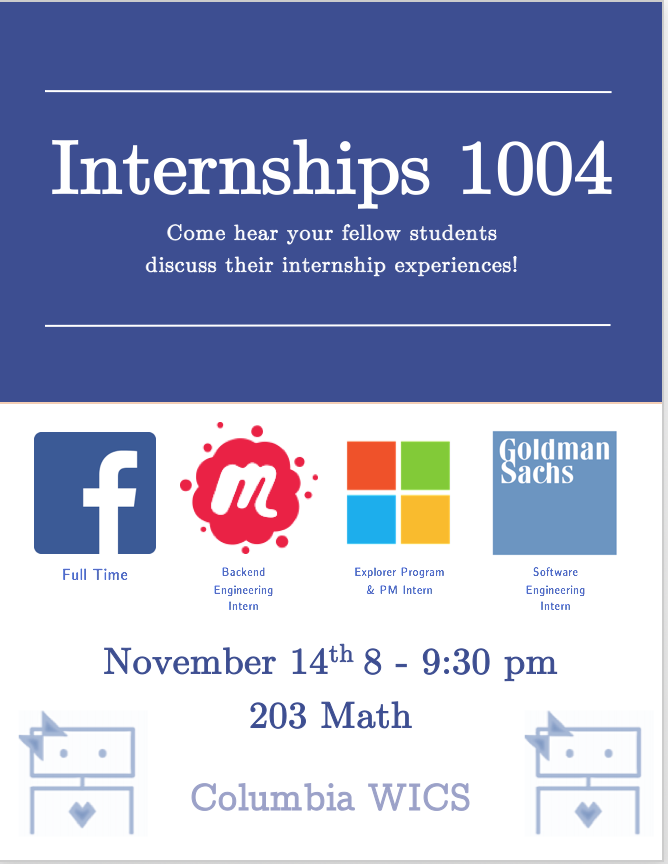 Internships 1004
Come hear your fellow students
discuss their internship experiences!
f
m
Goldman
Sachs
Full Time
Backend
Engineering
Intern
Explorer Program
& PM Intern
Software
Engineering
Intern
November 14th 8 - 9:30 pm
203 Math
Columbia WICS